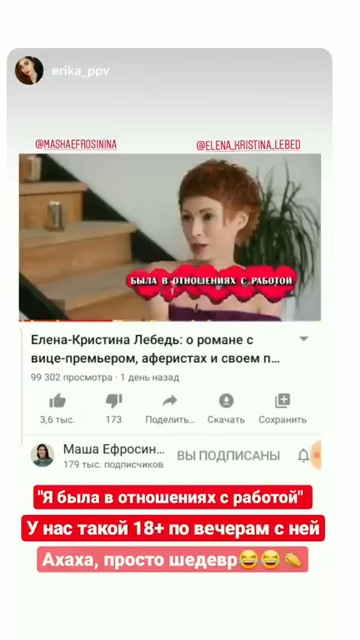 erika_ppv
@MASHAEFROSININA @ELENA_KRISTINA_LEBED
БЫЛА В ОТНОШЕНИЯХ С РАБОТОЙ
Елена-Кристина Лебедь: о романе с
вице-премьером, аферистах и своем п...
99 302 просмотра · 1 день назад
3,6 тыс. 173 Поделить… Скачать Сохранить
Маша Ефросин… ВЫ ПОДПИСАНЫ
179 тыс. подписчиков
"Я была в отношениях с работой"
У нас такой 18+ по вечерам с ней
Ахаха, просто шедевр😂😂👏